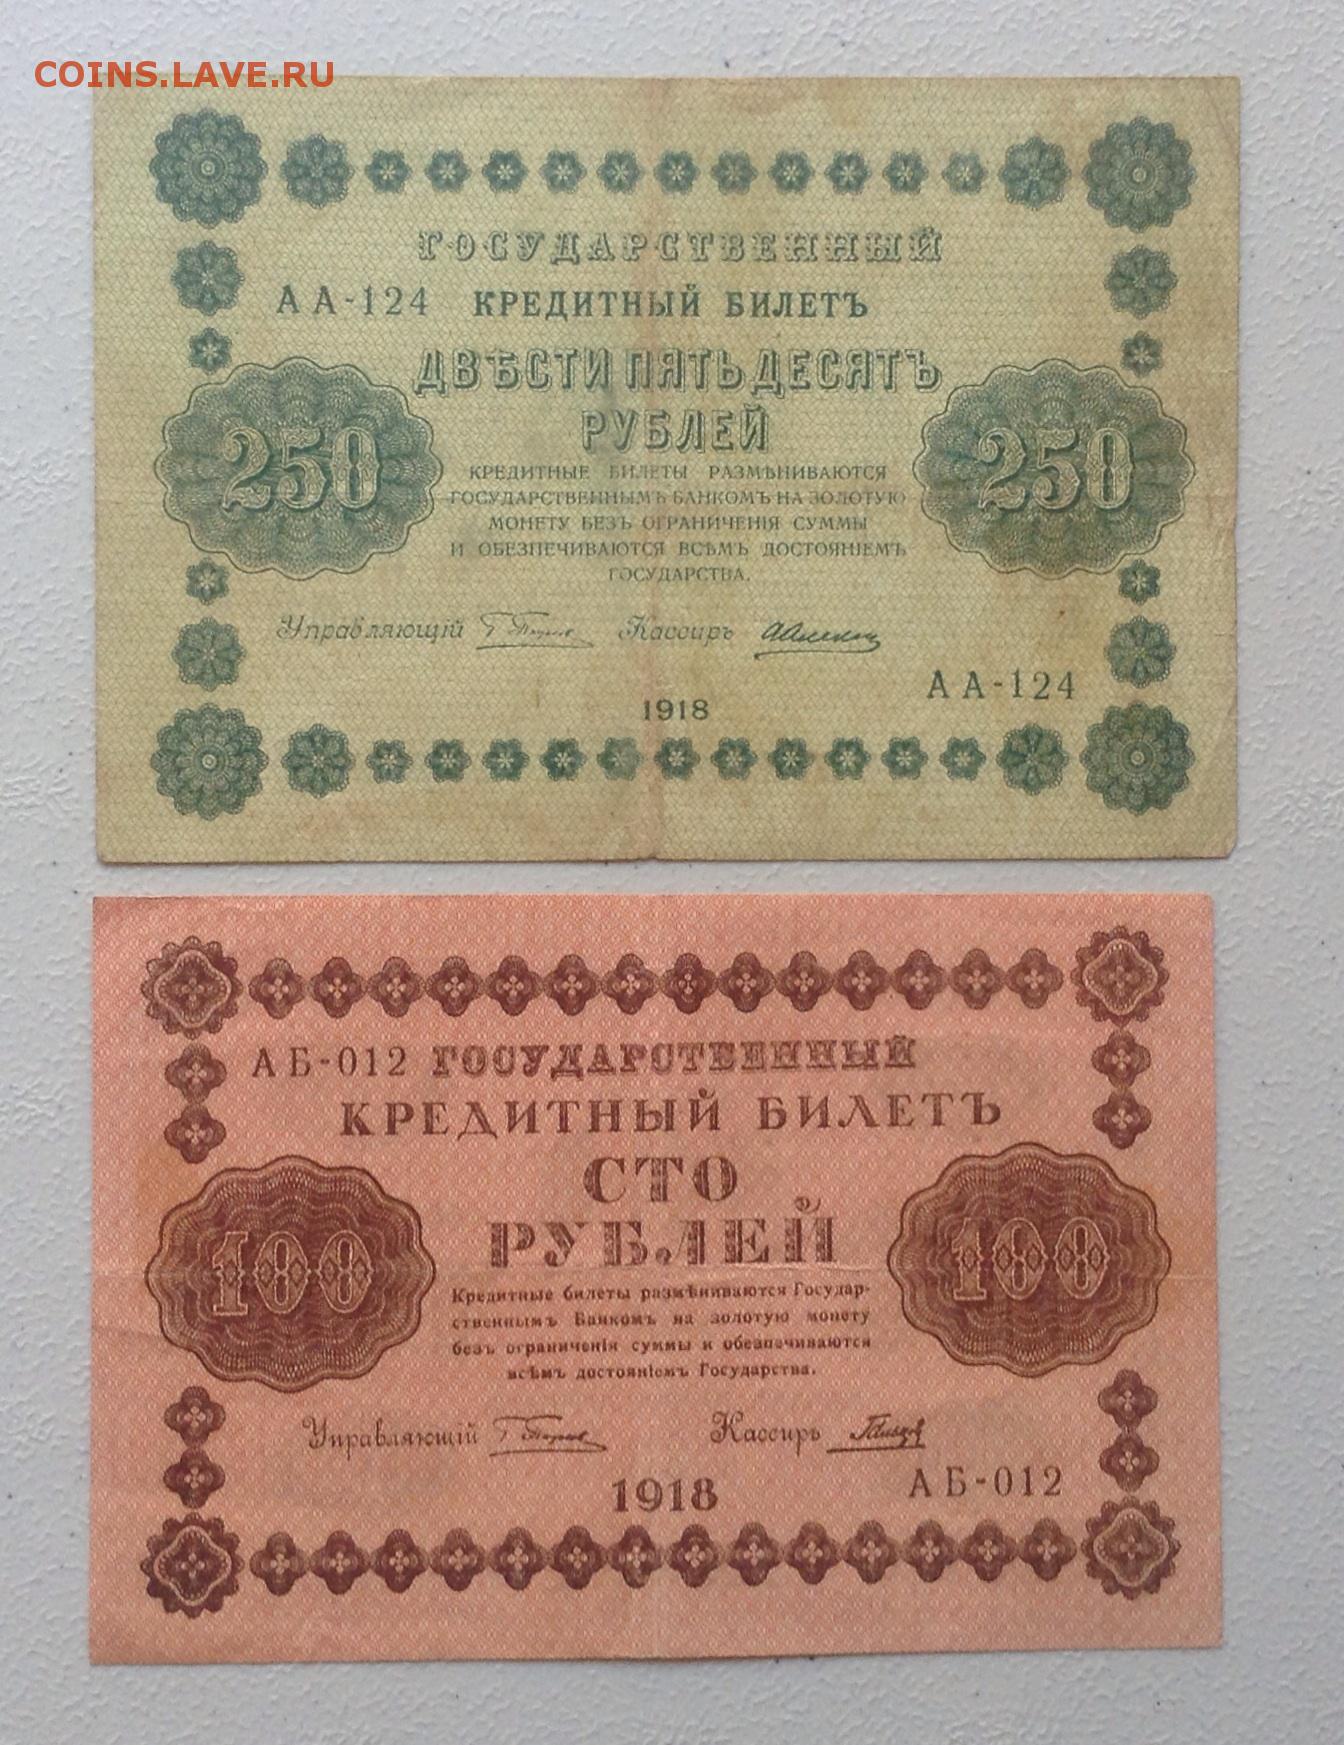 COINS.LAVE.RU
ГОСУДАРСТВЕННЫЙ
АА-124 КРЕДИТНЫЙ БИЛЕТЪ
ДВѢСТИ ПЯТЬДЕСЯТЪ
РУБЛЕЙ
250 250
КРЕДИТНЫЕ БИЛЕТЫ РАЗМѢНИВАЮТСЯ
ГОСУДАРСТВЕННЫМЪ БАНКОМЪ НА ЗОЛОТУЮ
МОНЕТУ БЕЗЪ ОГРАНИЧЕНІЯ СУММЫ
И ОБЕЗПЕЧИВАЮТСЯ ВСѢМЪ ДОСТОЯНІЕМЪ
ГОСУДАРСТВА.
Управляющій Кассиръ
АА-124
1918
АБ-012 ГОСУДАРСТВЕННЫЙ
КРЕДИТНЫЙ БИЛЕТЪ
СТО
РУБЛЕЙ
100 100
Кредитные билеты размѣниваются Государ-
ственнымъ Банкомъ на золотую монету
безъ ограниченія суммы и обезпечиваются
всѣмъ достояніемъ Государства.
Управляющій Кассиръ
1918 АБ-012